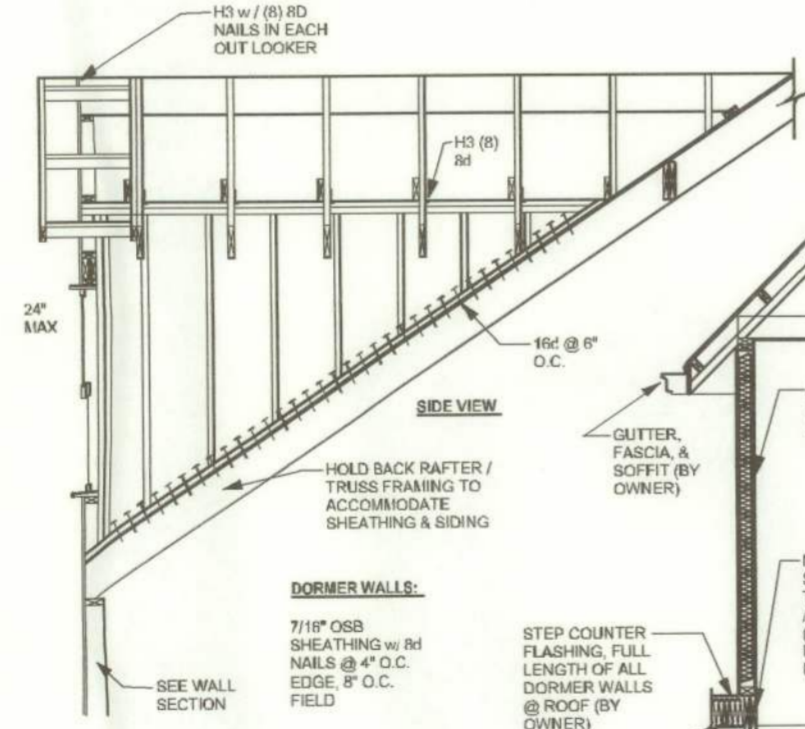 H3 w / (8) 8D
NAILS IN EACH
OUT LOOKER
H3 (8)
8d
24"
MAX
16d @ 6"
O.C.
SIDE VIEW
GUTTER,
FASCIA, &
SOFFIT (BY
OWNER)
HOLD BACK RAFTER /
TRUSS FRAMING TO
ACCOMMODATE
SHEATHING & SIDING
DORMER WALLS:
7/16" OSB
SHEATHING w/ 8d
NAILS @ 4" O.C.
EDGE, 8" O.C.
FIELD
STEP COUNTER
FLASHING, FULL
LENGTH OF ALL
DORMER WALLS
@ ROOF (BY
OWNER)
SEE WALL
SECTION